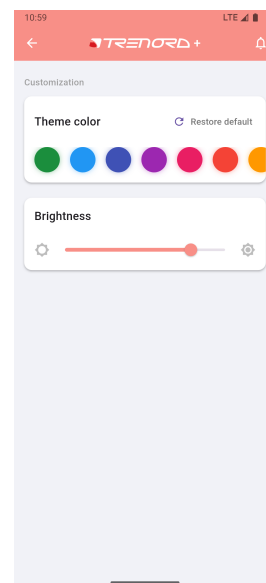 10:59
LTE
TRENORD+
Customization
Theme color
Restore default
Brightness